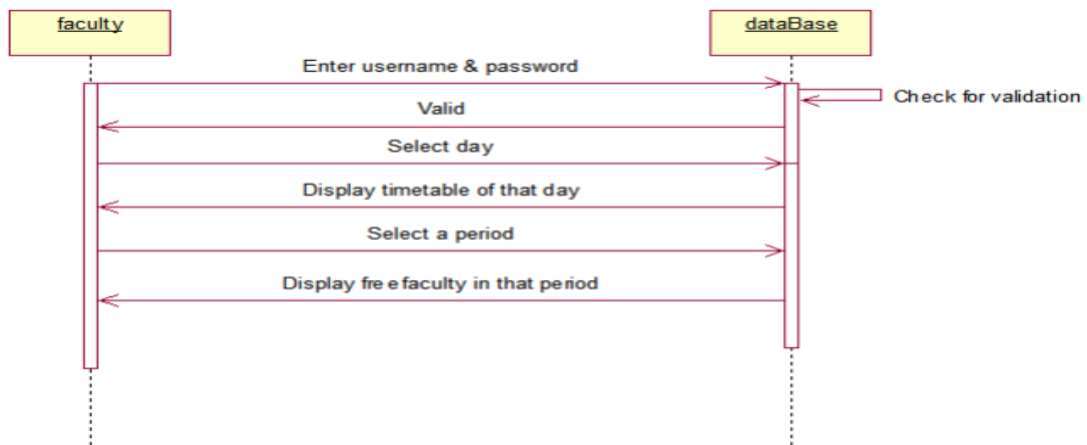 faculty
dataBase
Enter username & password
Check for validation
Valid
Select day
Display timetable of that day
Select a period
Display free faculty in that period